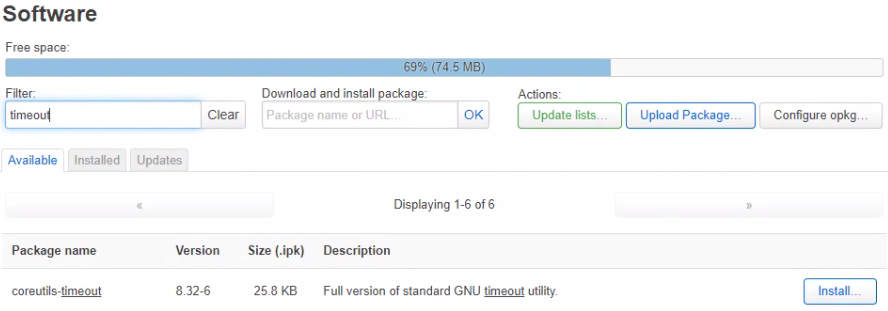 Software
Free space:
69% (74.5 MB)
Filter: Download and install package: Actions:
timeout Clear Package name or URL... OK Update lists... Upload Package... Configure opkg...
Available Installed Updates
« Displaying 1-6 of 6 »
Package name Version Size (.ipk) Description
coreutils-timeout 8.32-6 25.8 KB Full version of standard GNU timeout utility. Install...